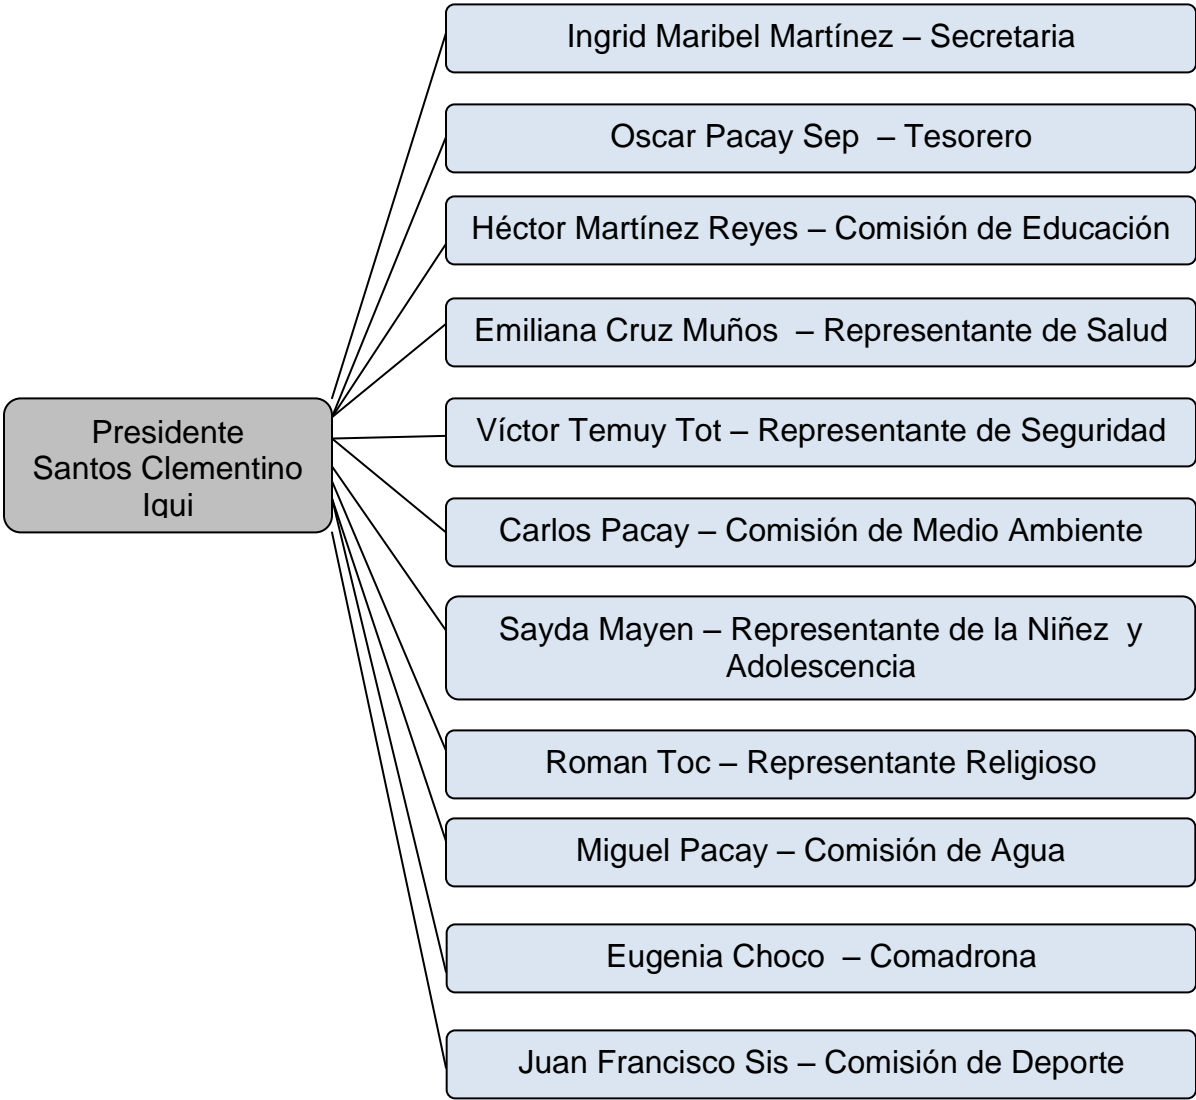 Ingrid Maribel Martínez – Secretaria
Oscar Pacay Sep – Tesorero
Héctor Martínez Reyes – Comisión de Educación
Emiliana Cruz Muños – Representante de Salud
Presidente
Santos Clementino
Iqui
Víctor Temuy Tot – Representante de Seguridad
Carlos Pacay – Comisión de Medio Ambiente
Sayda Mayen – Representante de la Niñez y
Adolescencia
Roman Toc – Representante Religioso
Miguel Pacay – Comisión de Agua
Eugenia Choco – Comadrona
Juan Francisco Sis – Comisión de Deporte